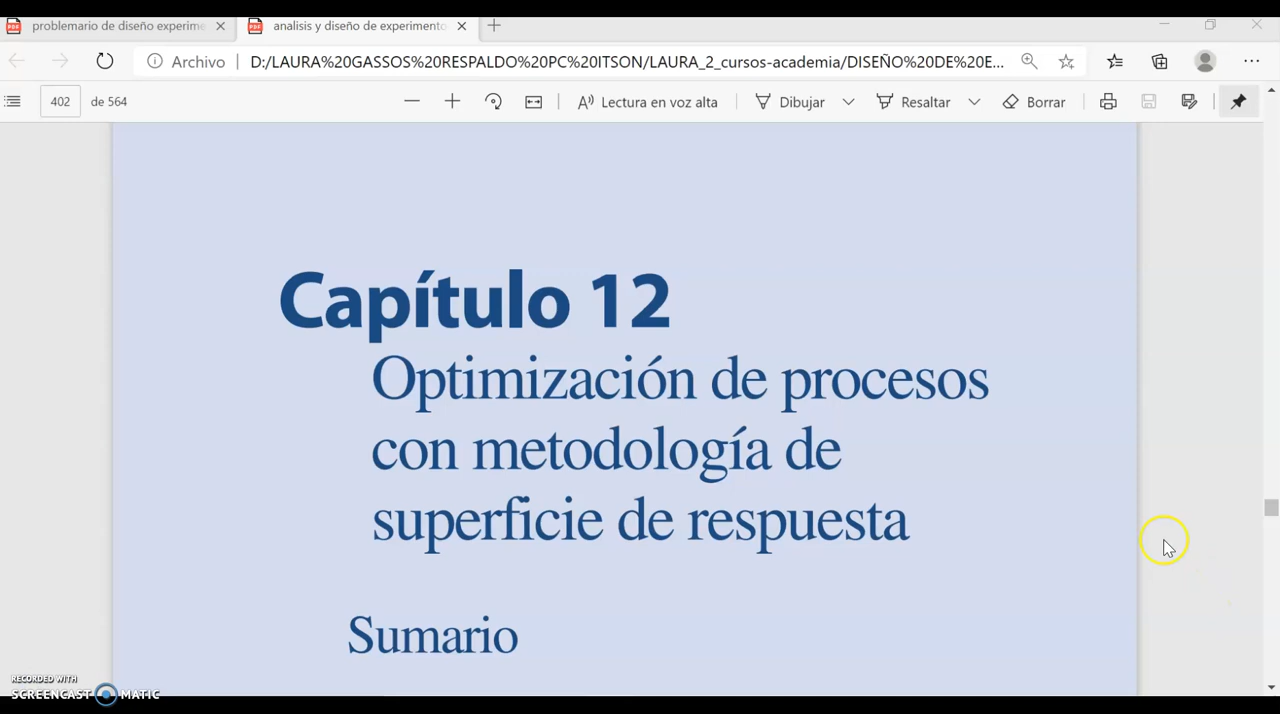 problemario de diseño experime
analisis y diseño de experimento
Archivo
D:/LAURA%20GASSOS%20RESPALDO%20PC%20ITSON/LAURA_2_cursos-academia/DISEÑO%20DE%20E...
402 de 564
Lectura en voz alta
Dibujar
Resaltar
Borrar
Capítulo 12
Optimización de procesos
con metodología de
superficie de respuesta
Sumario
RECORDED WITH
SCREENCAST MATIC